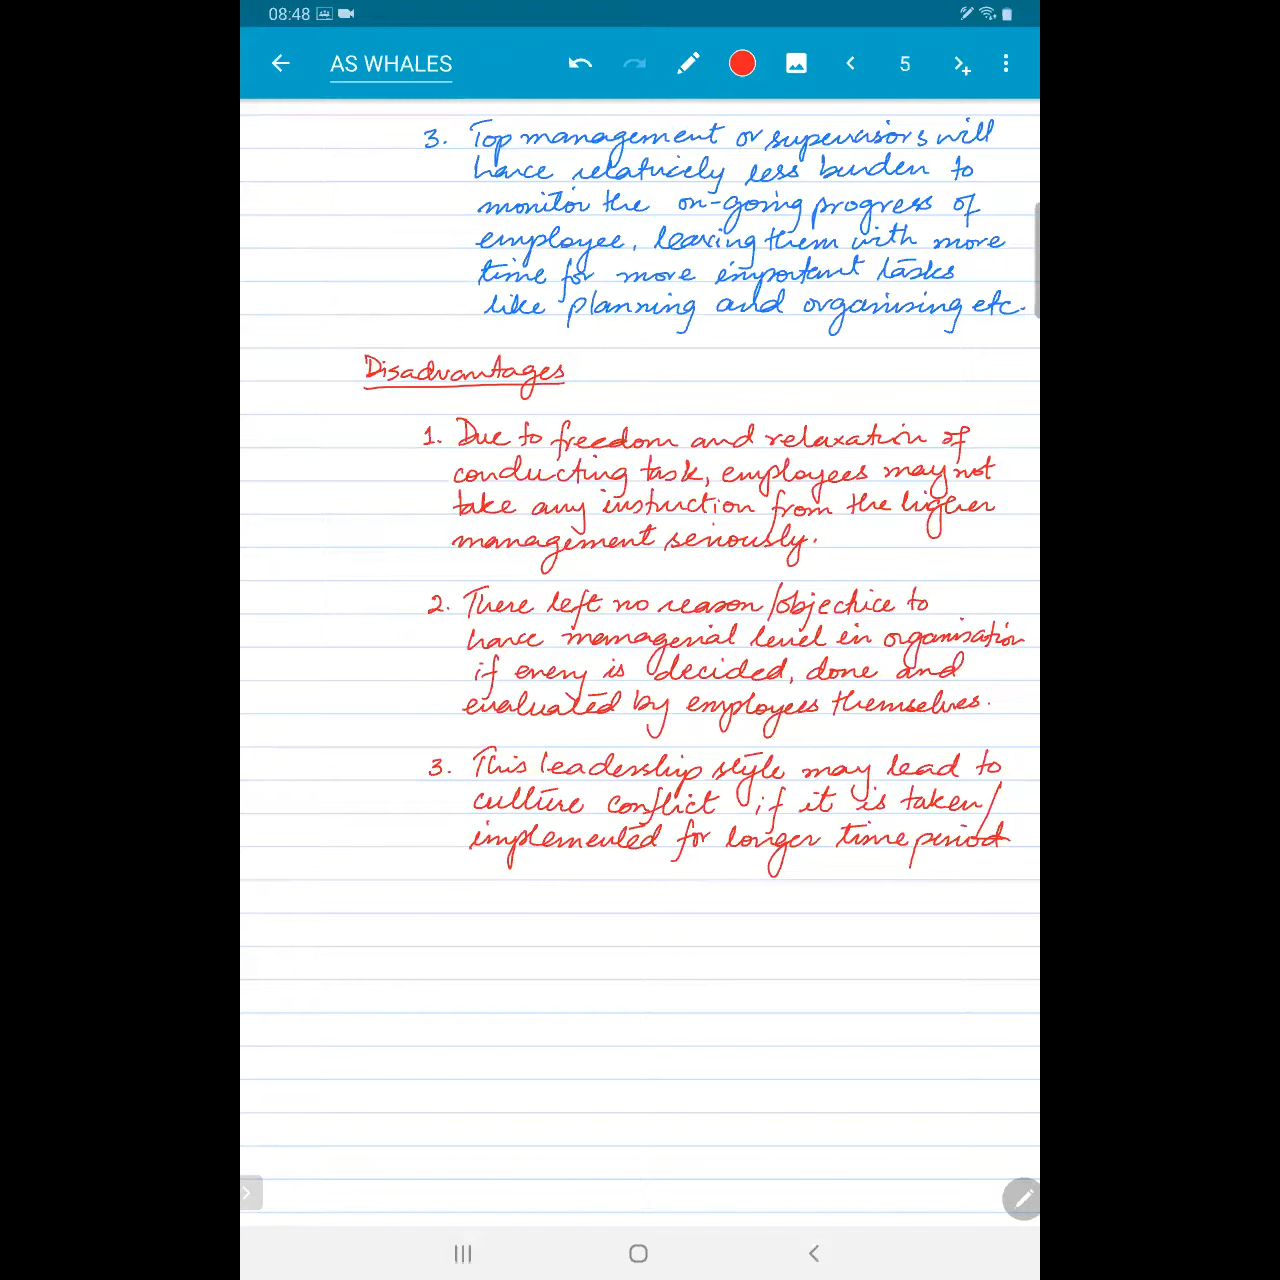 08:48
AS WHALES
5
3. Top management or supervisors will
have relatively less burden to
monitor the on-going progress of
employee, leaving them with more
time for more important tasks
like planning and organising etc.
Disadvantages
1. Due to freedom and relaxation of
conducting task, employees may not
take any instruction from the higher
management seriously.
2. There left no reason/objective to
have managerial level in organisation
if every is decided, done and
evaluated by employees themselves.
3. This leadership style may lead to
culture conflict if it is taken/
implemented for longer time period